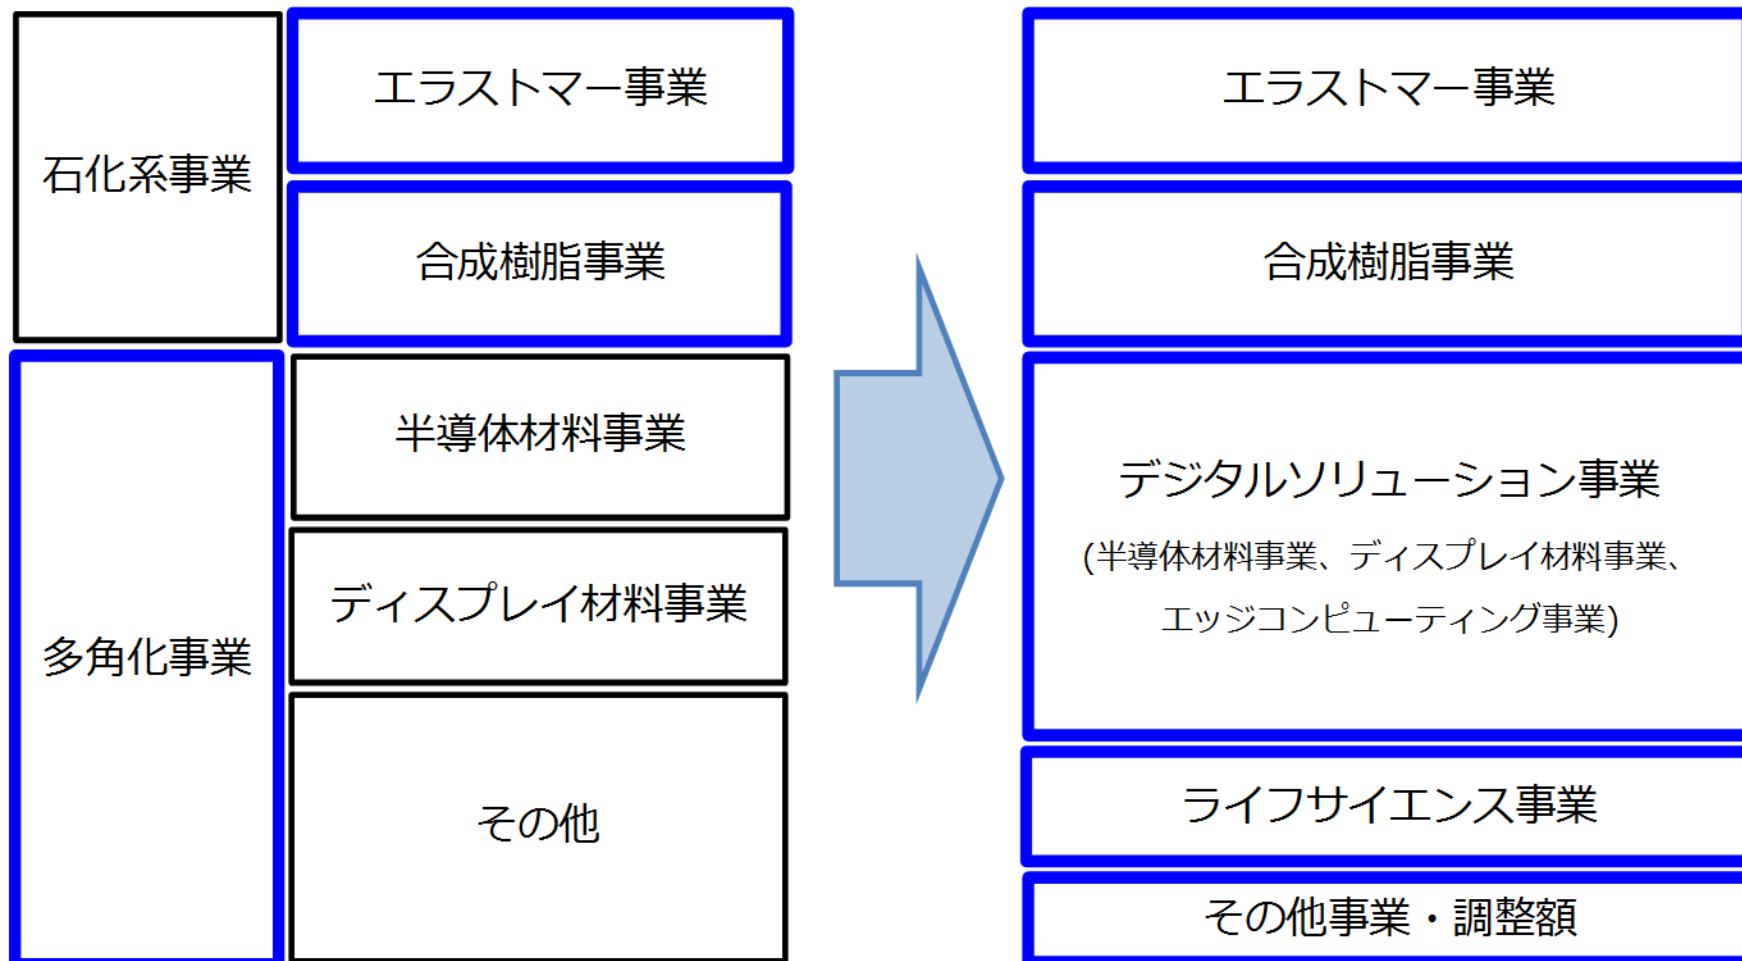 石化系事業
エラストマー事業
合成樹脂事業
多角化事業
半導体材料事業
ディスプレイ材料事業
その他
エラストマー事業
合成樹脂事業
デジタルソリューション事業
(半導体材料事業、ディスプレイ材料事業、
エッジコンピューティング事業)
ライフサイエンス事業
その他事業・調整額